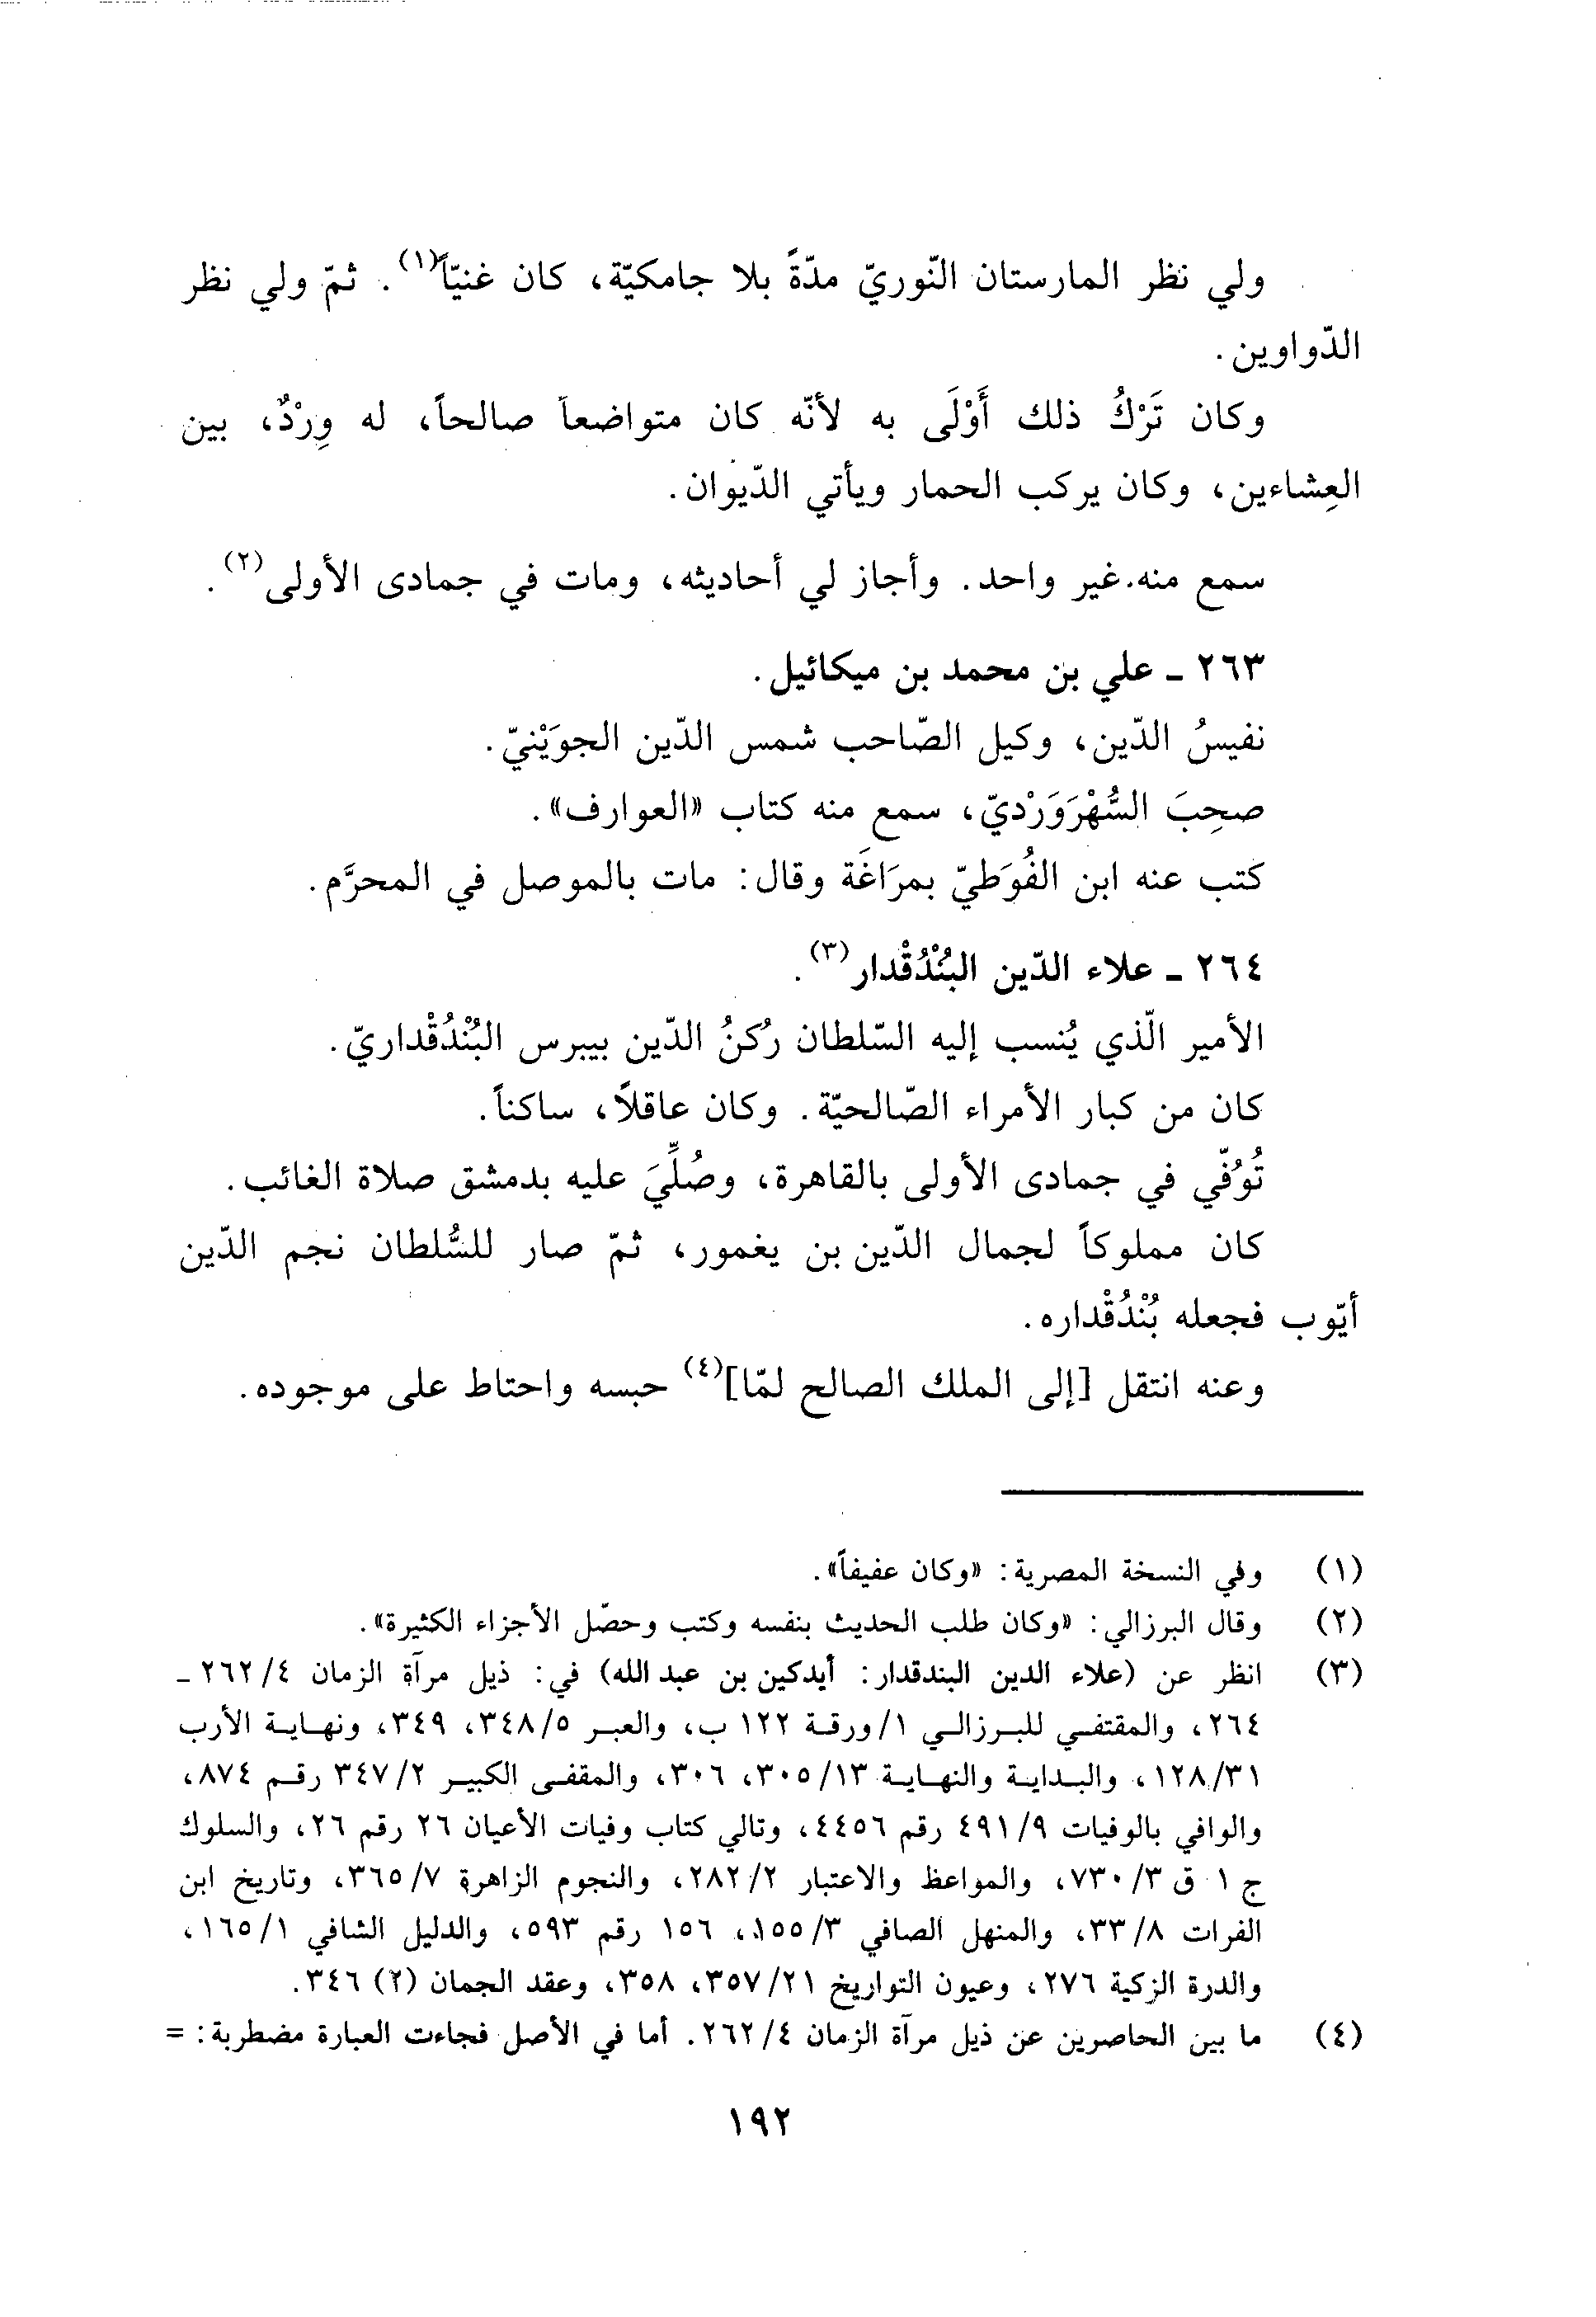 ولي نظر المارستان النّوريّ مدّةً بلا جامكيّة، كان غنيّاً(١). ثمّ ولي نظر
الدّواوين.
وكان تَرْكُ ذلك أَوْلَى به لأنّه كان متواضعاً صالحاً، له وِرْدٌ، بين
العِشاءين، وكان يركب الحمار ويأتي الدّيوان.
سمع منه.غير واحد. وأجاز لي أحاديثه، ومات في جمادى الأولى(٢).
٢٦٣ ـ علي بن محمد بن ميكائيل.
نفيسُ الدّين، وكيل الصّاحب شمس الدّين الجوَيْنيّ.
صحِبَ السُّهْرَوَرْديّ، سمع منه كتاب «العوارف».
كتب عنه ابن الفُوَطيّ بمرَاغَة وقال: مات بالموصل في المحرَّم.
٢٦٤ ـ علاء الدّين البُنْدُقْدار(٣).
الأمير الّذي يُنسب إليه السّلطان رُكنُ الدّين بيبرس البُنْدُقْداريّ.
كان من كبار الأمراء الصّالحيّة. وكان عاقلاً، ساكناً.
تُوُفّي في جمادى الأولى بالقاهرة، وصُلِّيَ عليه بدمشق صلاة الغائب.
كان مملوكاً لجمال الدّين بن يغمور، ثمّ صار للسُّلطان نجم الدّين
أيّوب فجعله بُنْدُقْداره.
وعنه انتقل [إلى الملك الصالح لمّا](٤) حبسه واحتاط على موجوده.
(١) وفي النسخة المصرية: «وكان عفيفاً».
(٢) وقال البرزالي: «وكان طلب الحديث بنفسه وكتب وحصّل الأجزاء الكثيرة».
(٣) انظر عن (علاء الدين البندقدار: أيدكين بن عبد الله) في: ذيل مرآة الزمان ٤/ ٢٦٢ ـ
٢٦٤، والمقتفـي للبـرزالـي ١/ ورقـة ١٢٢ ب، والعبـر ٥/ ٣٤٨، ٣٤٩، ونهـايـة الأرب
٣١/ ١٢٨، والبـدايـة والنهـايـة ١٣/ ٣٠٥، ٣٠٦، والمقفـى الكبيـر ٢/ ٣٤٧ رقـم ٨٧٤،
والوافي بالوفيات ٩/ ٤٩١ رقم ٤٤٥٦، وتالي كتاب وفيات الأعيان ٢٦ رقم ٢٦، والسلوك
ج ١ ق ٣/ ٧٣٠، والمواعظ والاعتبار ٢/ ٢٨٢، والنجوم الزاهرة ٧/ ٣٦٥، وتاريخ ابن
الفرات ٨/ ٣٣، والمنهل الصافي ٣/ ١٥٥، ١٥٦ رقم ٥٩٣، والدليل الشافي ١/ ١٦٥،
والدرة الزكية ٢٧٦، وعيون التواريخ ٢١/ ٣٥٧، ٣٥٨، وعقد الجمان (٢) ٣٤٦.
(٤) ما بين الحاصرين عن ذيل مرآة الزمان ٤/ ٢٦٢. أما في الأصل فجاءت العبارة مضطربة: =
١٩٢